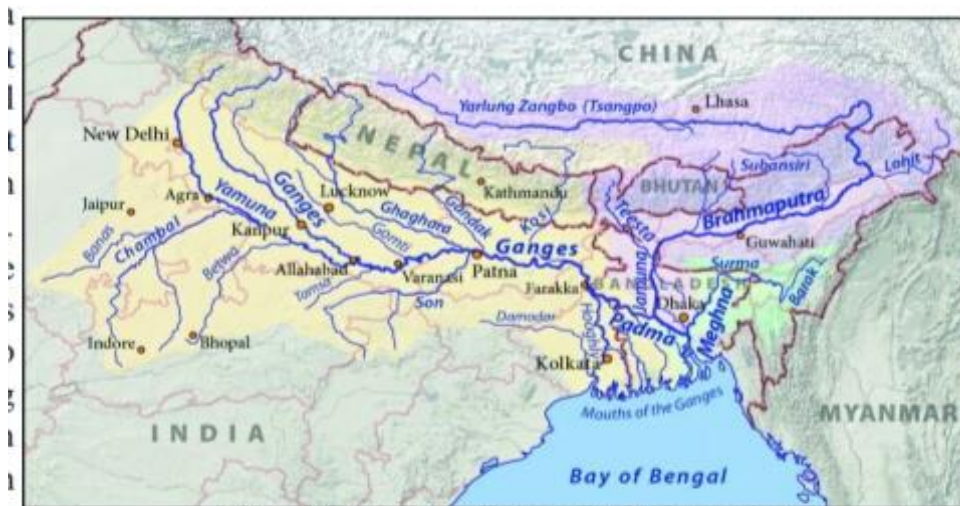 CHINA
Yarlung Zangbo (Tsangpo)
Lhasa
New Delhi
NEPAL
Subansiri
Lohit
BHUTAN
Agra
Yamuna
Ganges
Lucknow
Kathmandu
Teesta
Brahmaputra
Jaipur
Ghaghara
Gandak
Kosi
Kanpur
Gomti
Ganges
Guwahati
Banas
Chambal
Betwa
Allahabad
Varanasi
Patna
Surma
Tamsa
Son
Farakka
BANGLADESH
Jamuna
Barak
Damodar
Hooghly
Padma
Dhaka
Meghna
Indore
Bhopal
Kolkata
Mouths of the Ganges
INDIA
MYANMAR
Bay of Bengal